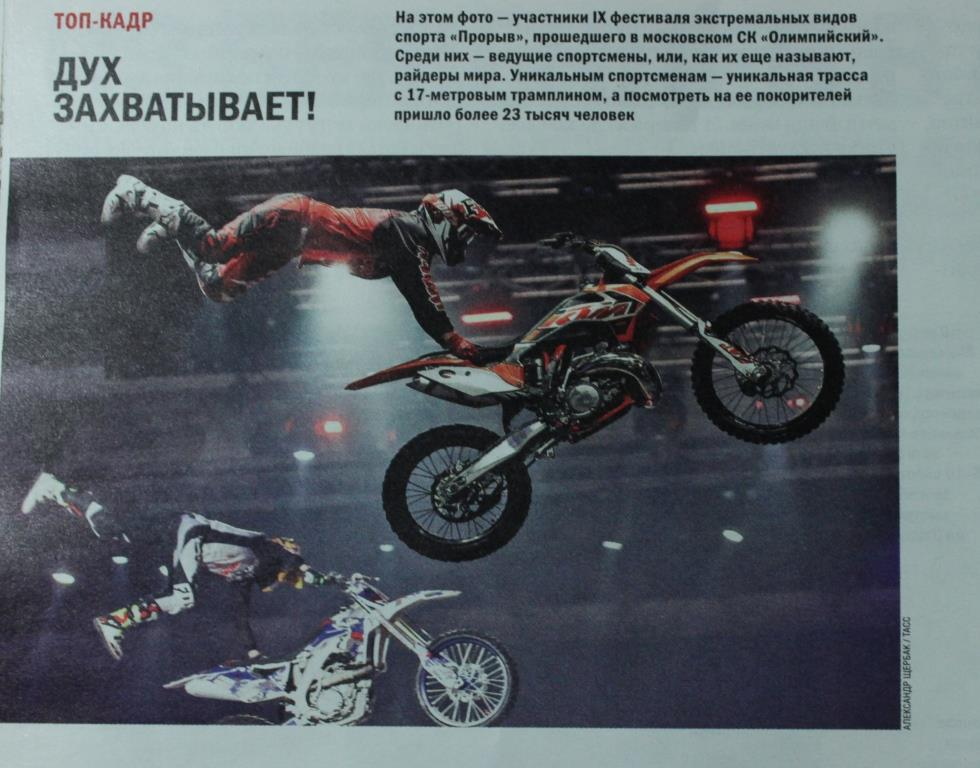 ТОП-КАДР
ДУХ
ЗАХВАТЫВАЕТ!
На этом фото — участники IX фестиваля экстремальных видов
спорта «Прорыв», прошедшего в московском СК «Олимпийский».
Среди них — ведущие спортсмены, или, как их еще называют,
райдеры мира. Уникальным спортсменам — уникальная трасса
с 17-метровым трамплином, а посмотреть на ее покорителей
пришло более 23 тысяч человек
KTM
АЛЕКСАНДР ЩЕРБАК / ТАСС